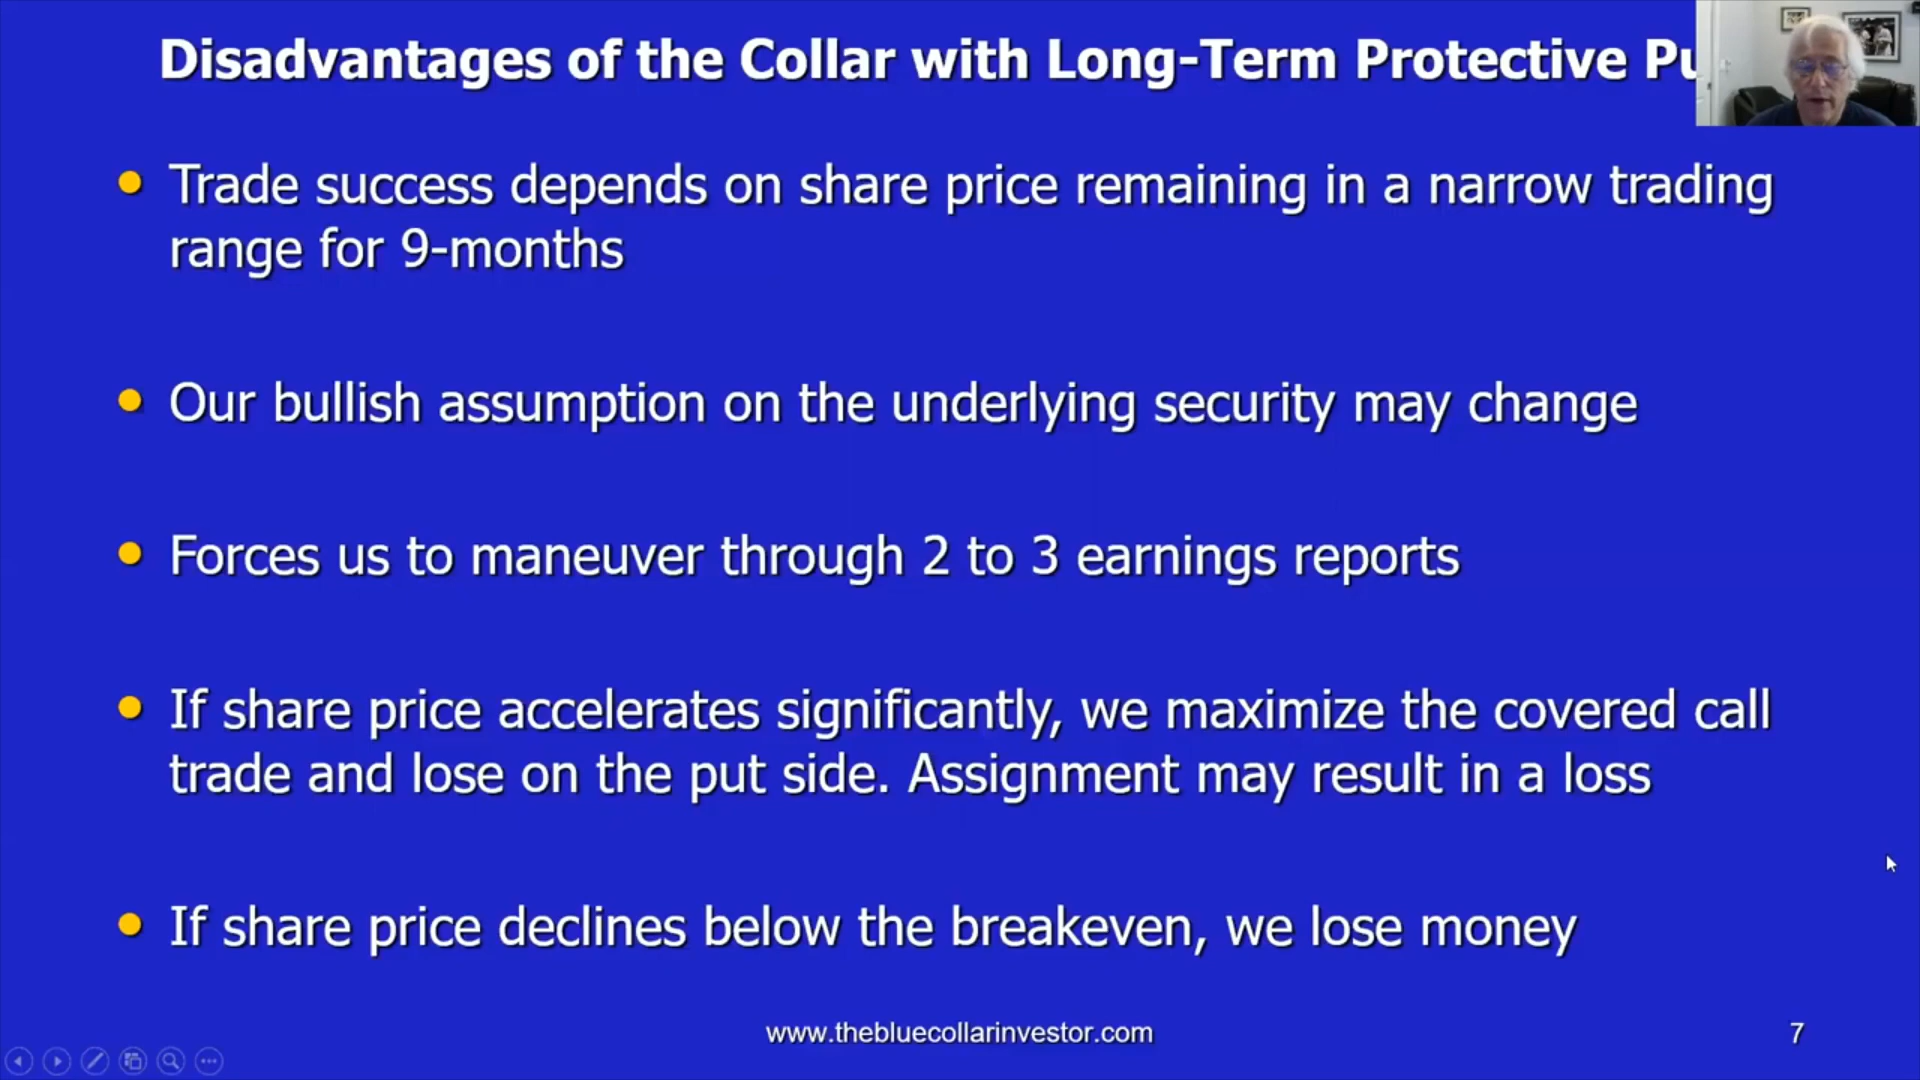 Disadvantages of the Collar with Long-Term Protective
Trade success depends on share price remaining in a narrow trading
range for 9-months
Our bullish assumption on the underlying security may change
Forces us to maneuver through 2 to 3 earnings reports
If share price accelerates significantly, we maximize the covered call
trade and lose on the put side. Assignment may result in a loss
If share price declines below the breakeven, we lose money
www.thebluecollarinvestor.com
7